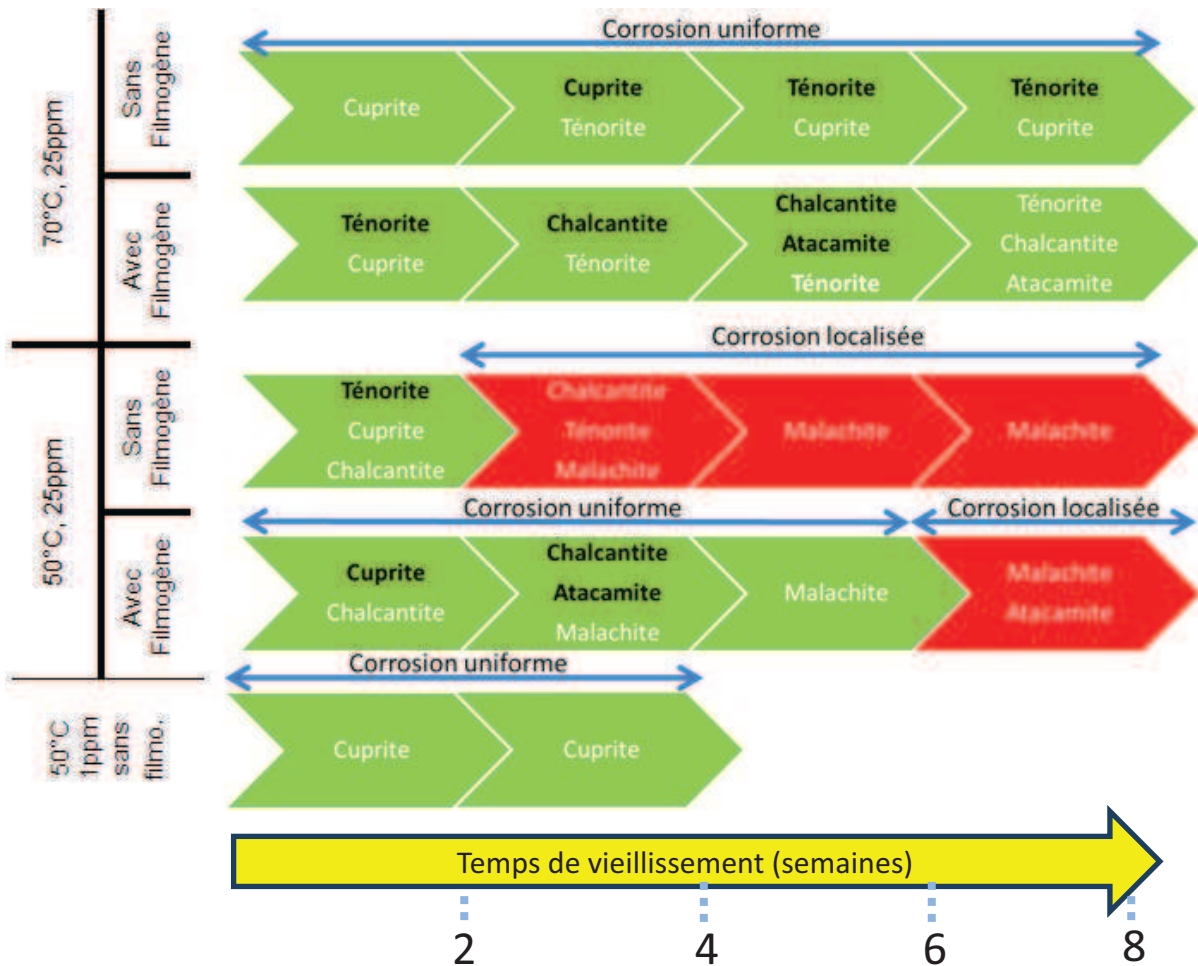 Corrosion uniforme
70°C, 25ppm
Sans
Filmogène
Cuprite
Cuprite
Ténorite
Ténorite
Cuprite
Ténorite
Cuprite
Avec
Filmogène
Ténorite
Cuprite
Chalcantite
Ténorite
Chalcantite
Atacamite
Ténorite
Ténorite
Chalcantite
Atacamite
Corrosion localisée
50°C, 25ppm
Sans
Filmogène
Ténorite
Cuprite
Chalcantite
Chalcantite
Ténorite
Malachite
Malachite
Malachite
Corrosion uniforme
Corrosion localisée
Avec
Filmogène
Cuprite
Chalcantite
Chalcantite
Atacamite
Malachite
Malachite
Malachite
Atacamite
Corrosion uniforme
50°C
1ppm
sans
filmo.
Cuprite
Cuprite
Temps de vieillissement (semaines)
2
4
6
8